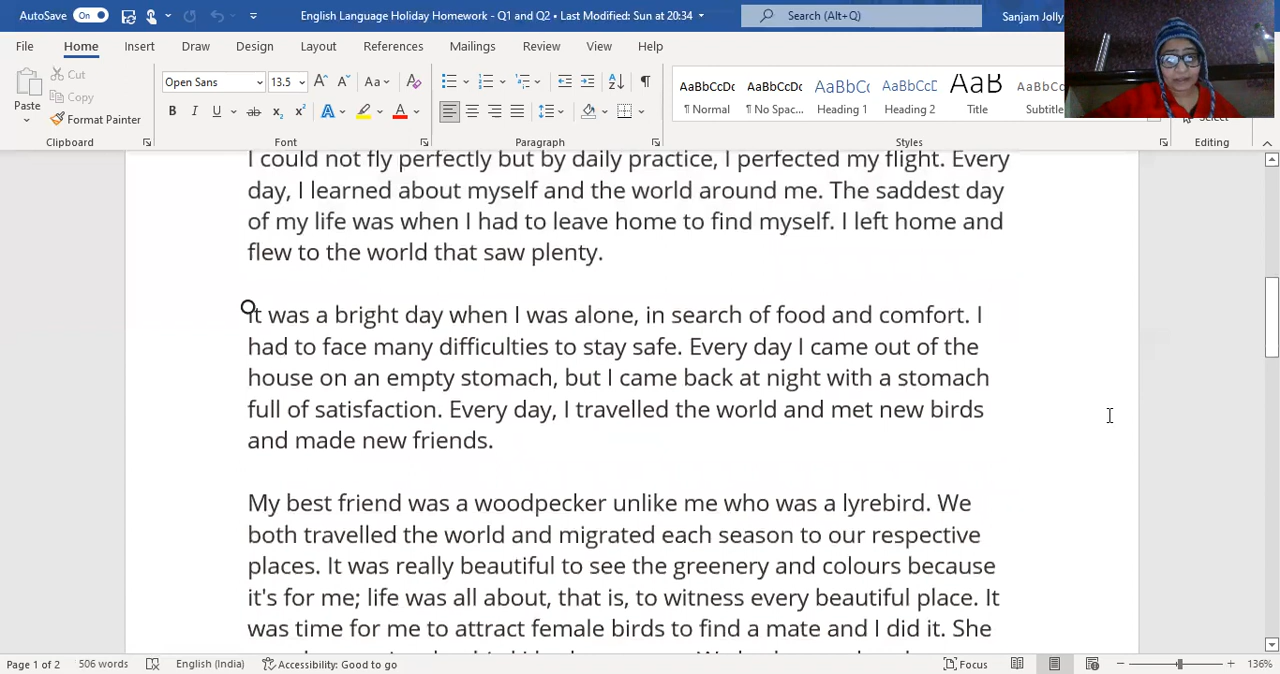 AutoSave On English Language Holiday Homework - Q1 and Q2 • Last Modified: Sun at 20:34 Search (Alt+Q) Sanjam Jolly
File Home Insert Draw Design Layout References Mailings Review View Help
Paste Cut Copy Format Painter
Open Sans 13.5
AaBbCcDc AaBbCcDc AaBbCc AaBbCcD AaB AaBbCcD
¶ Normal ¶ No Spac... Heading 1 Heading 2 Title Subtitle
Select
Clipboard Font Paragraph Styles Editing
I could not fly perfectly but by daily practice, I perfected my flight. Every
day, I learned about myself and the world around me. The saddest day
of my life was when I had to leave home to find myself. I left home and
flew to the world that saw plenty.
It was a bright day when I was alone, in search of food and comfort. I
had to face many difficulties to stay safe. Every day I came out of the
house on an empty stomach, but I came back at night with a stomach
full of satisfaction. Every day, I travelled the world and met new birds
and made new friends.
My best friend was a woodpecker unlike me who was a lyrebird. We
both travelled the world and migrated each season to our respective
places. It was really beautiful to see the greenery and colours because
it's for me; life was all about, that is, to witness every beautiful place. It
was time for me to attract female birds to find a mate and I did it. She
Page 1 of 2 506 words English (India) Accessibility: Good to go Focus 136%